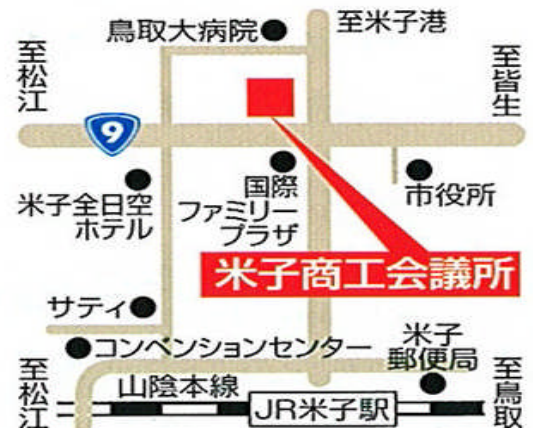 鳥取大病院
至米子港
至松江
至皆生
9
米子全日空
ホテル
国際
ファミリー
プラザ
市役所
米子商工会議所
サティ
コンベンションセンター
米子
郵便局
至松江
山陰本線
JR米子駅
至鳥取